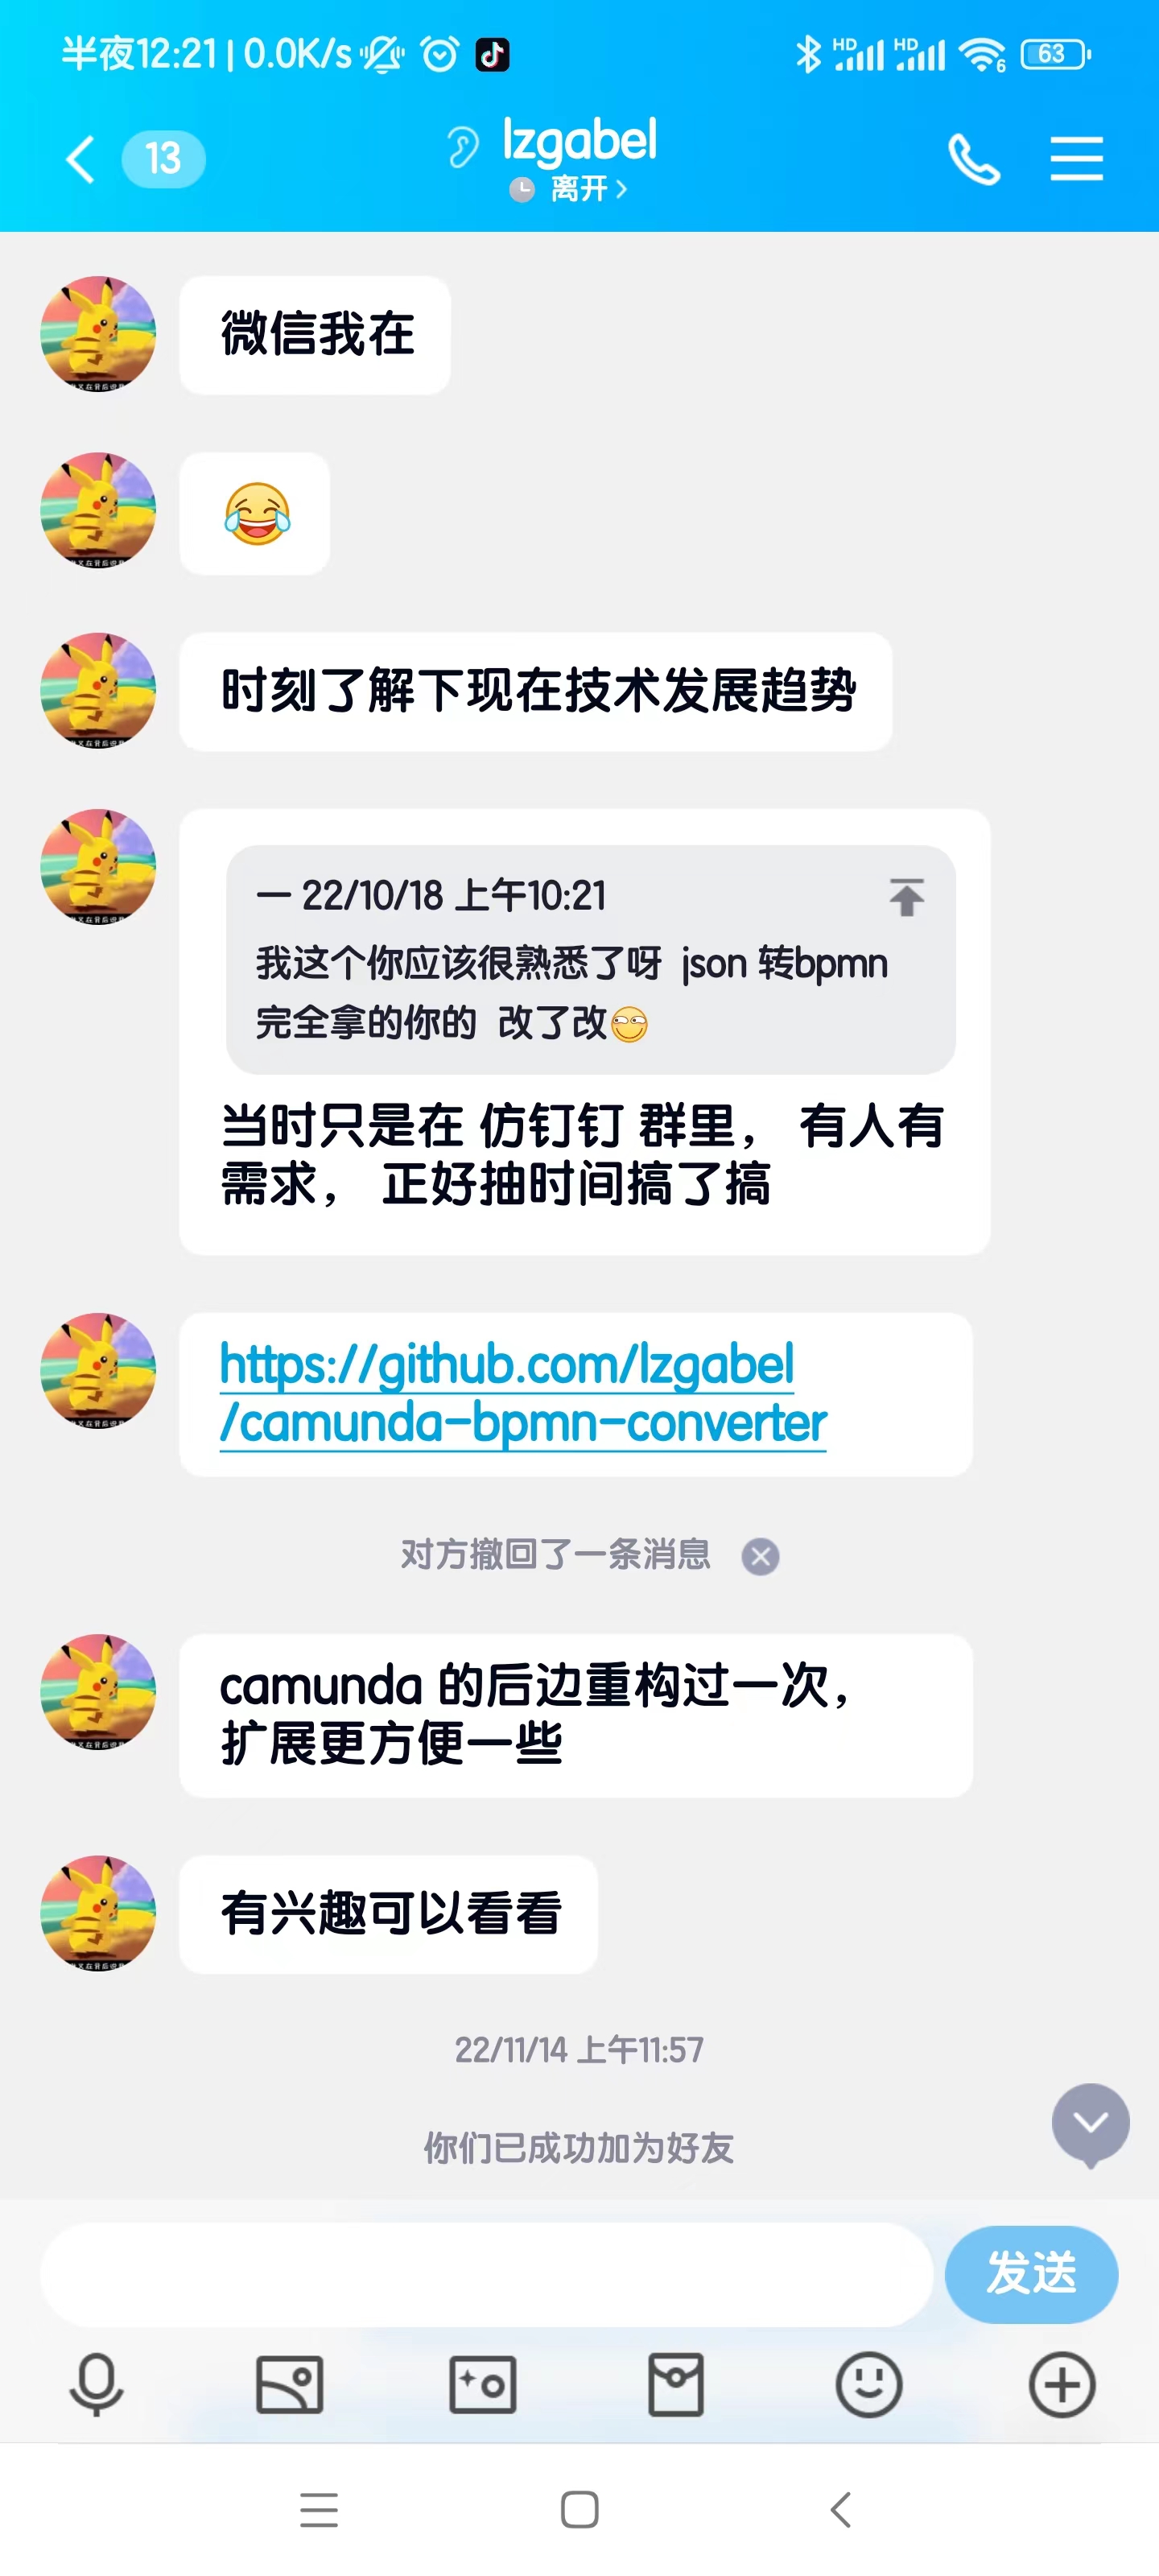 半夜12:21 | 0.0K/s
HD HD 6 63
13
lzgabel
离开
微信我在
时刻了解下现在技术发展趋势
一 22/10/18 上午10:21
我这个你应该很熟悉了呀 json 转bpmn
完全拿的你的 改了改
当时只是在 仿钉钉 群里， 有人有
需求， 正好抽时间搞了搞
https://github.com/lzgabel
/camunda-bpmn-converter
对方撤回了一条消息
camunda 的后边重构过一次，
扩展更方便一些
有兴趣可以看看
22/11/14 上午11:57
你们已成功加为好友
发送